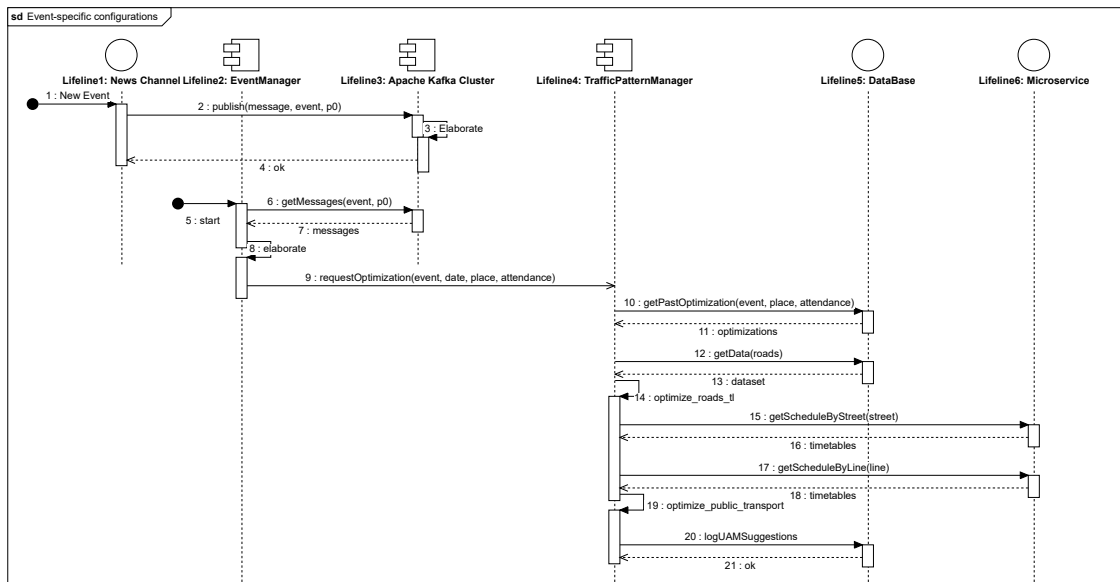 sd Event-specific configurations
Lifeline1: News Channel
Lifeline2: EventManager
Lifeline3: Apache Kafka Cluster
Lifeline4: TrafficPatternManager
Lifeline5: DataBase
Lifeline6: Microservice
1 : New Event
2 : publish(message, event, p0)
3 : Elaborate
4 : ok
5 : start
6 : getMessages(event, p0)
7 : messages
8 : elaborate
9 : requestOptimization(event, date, place, attendance)
10 : getPastOptimization(event, place, attendance)
11 : optimizations
12 : getData(roads)
13 : dataset
14 : optimize_roads_tl
15 : getScheduleByStreet(street)
16 : timetables
17 : getScheduleByLine(line)
18 : timetables
19 : optimize_public_transport
20 : logUAMSuggestions
21 : ok